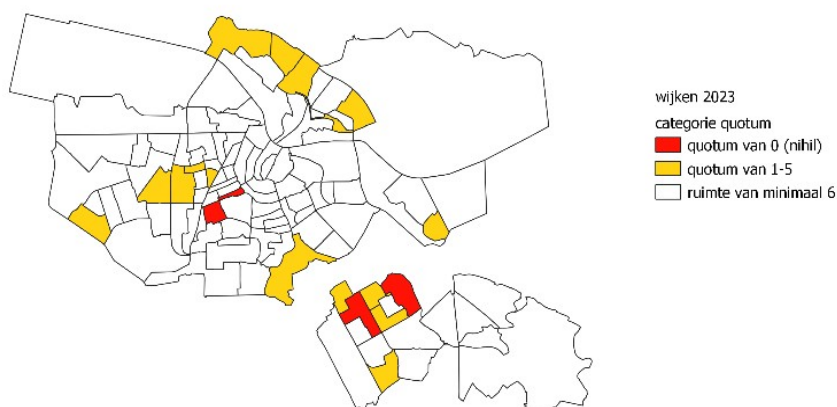 wijken 2023
categorie quotum
quotum van 0 (nihil)
quotum van 1-5
ruimte van minimaal 6